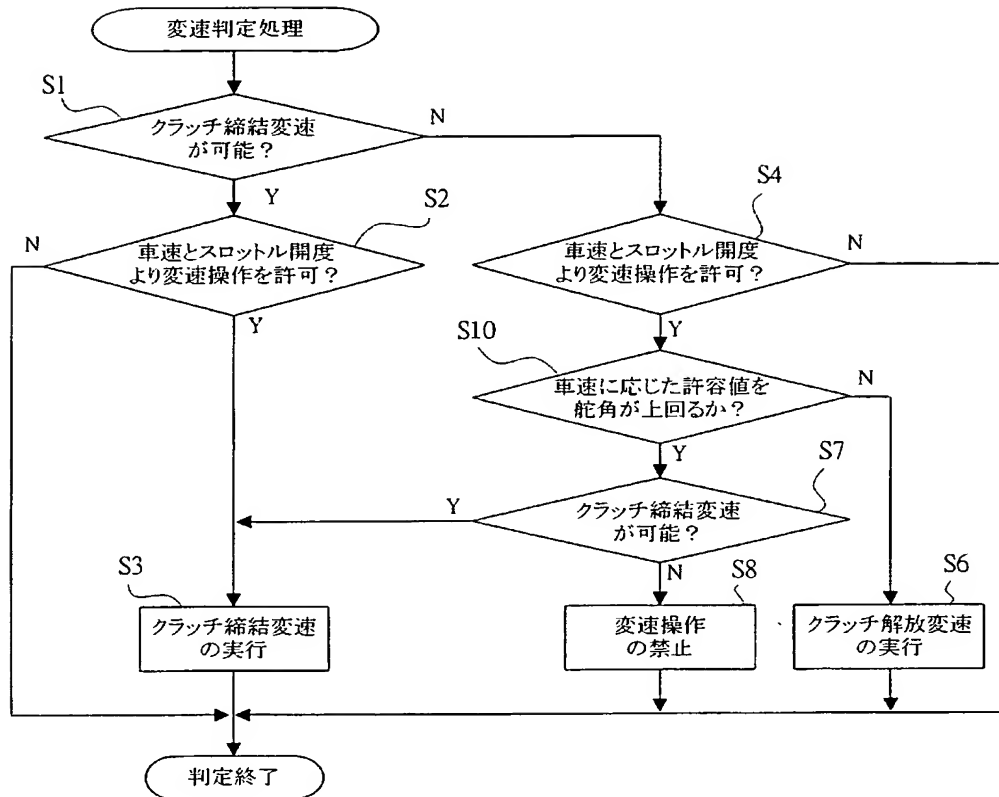 変速判定処理
S1
クラッチ締結変速
が可能?
N
Y
S2
N
車速とスロットル開度
より変速操作を許可?
Y
S4
車速とスロットル開度
より変速操作を許可?
N
Y
S10
車速に応じた許容値を
舵角が上回るか?
N
Y
S7
Y
クラッチ締結変速
が可能?
N
S3
クラッチ締結変速
の実行
S8
変速操作
の禁止
S6
クラッチ解放変速
の実行
判定終了